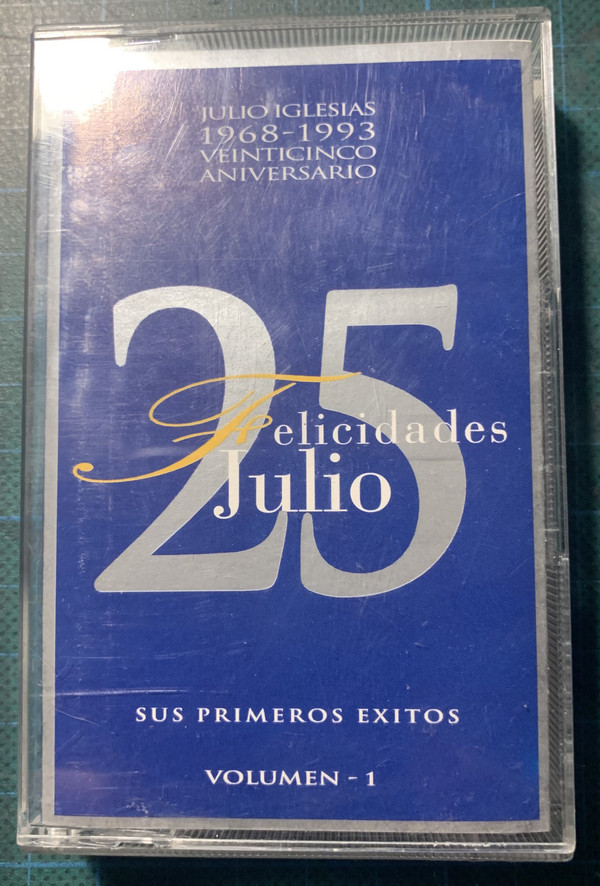 JULIO IGLESIAS
1968-1993
VEINTICINCO
ANIVERSARIO
25
Felicidades
Julio
SUS PRIMEROS EXITOS
VOLUMEN - 1